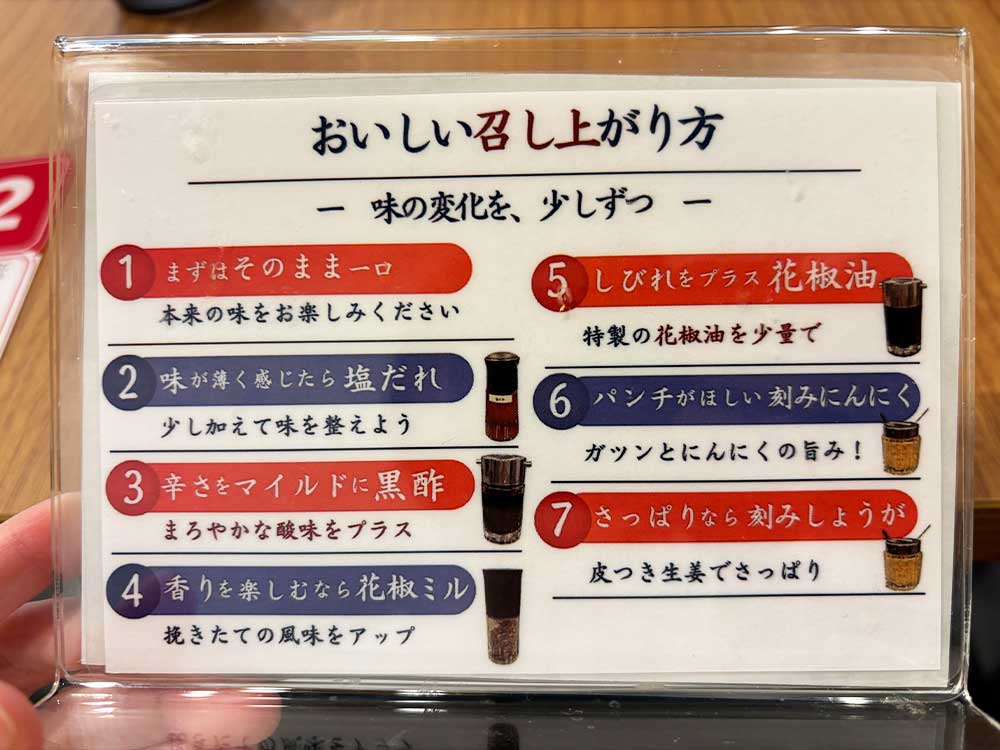 おいしい召し上がり方
— 味の変化を、少しずつ —
1 まずはそのまま一口
本来の味をお楽しみください
2 味が薄く感じたら 塩だれ
少し加えて味を整えよう
3 辛さをマイルドに 黒酢
まろやかな酸味をプラス
4 香りを楽しむなら 花椒ミル
挽きたての風味をアップ
5 しびれをプラス 花椒油
特製の花椒油を少量で
6 パンチがほしい 刻みにんにく
ガツンとにんにくの旨み！
7 さっぱりなら 刻みしょうが
皮つき生姜でさっぱり
2